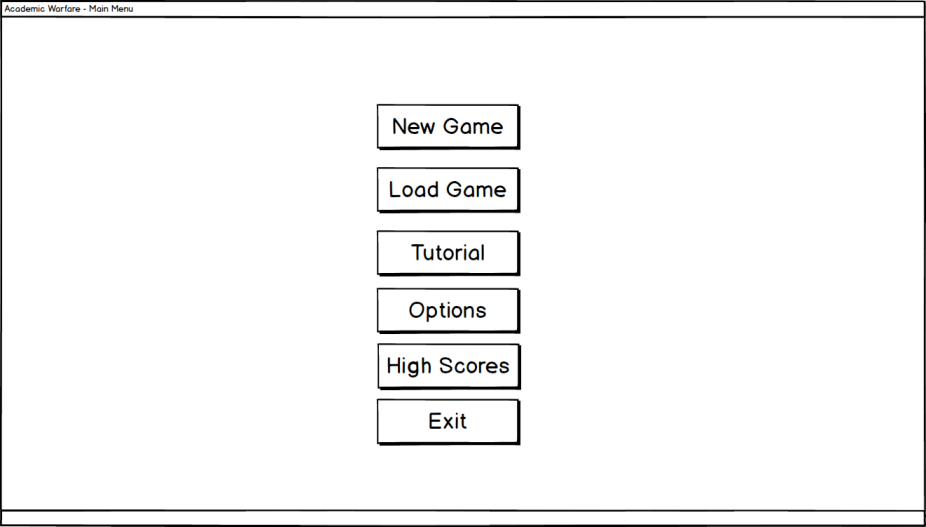 Academic Warfare - Main Menu
New Game
Load Game
Tutorial
Options
High Scores
Exit